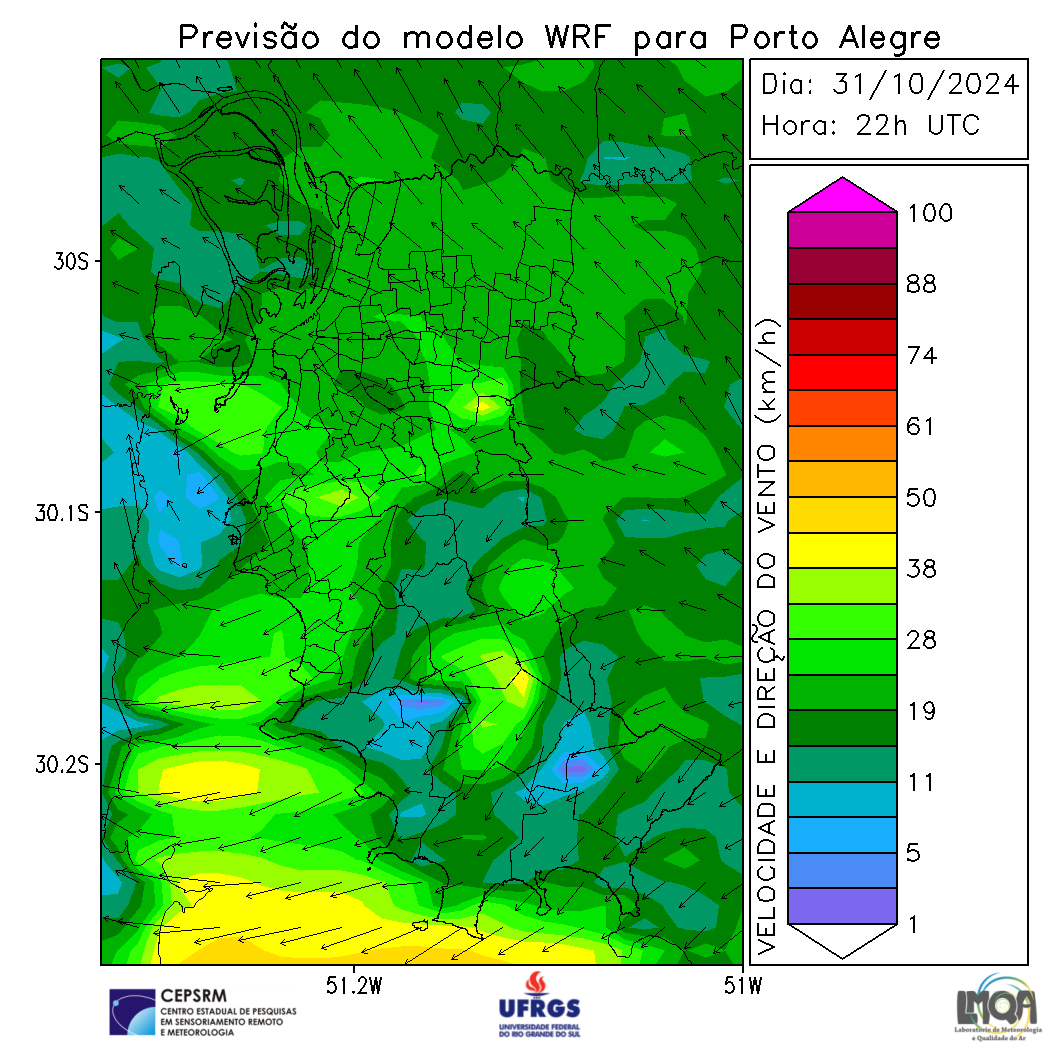 Previsão do modelo WRF para Porto Alegre
Dia: 31/10/2024
Hora: 22h UTC
30S
30.1S
30.2S
51.2W
51W
VELOCIDADE E DIREÇÃO DO VENTO (km/h)
100
88
74
61
50
38
28
19
11
5
1
CEPSRM
CENTRO ESTADUAL DE PESQUISAS
EM SENSORIAMENTO REMOTO
E METEOROLOGIA
UFRGS
UNIVERSIDADE FEDERAL
DO RIO GRANDE DO SUL
LMQA
Laboratório de Meteorologia
e Qualidade do Ar